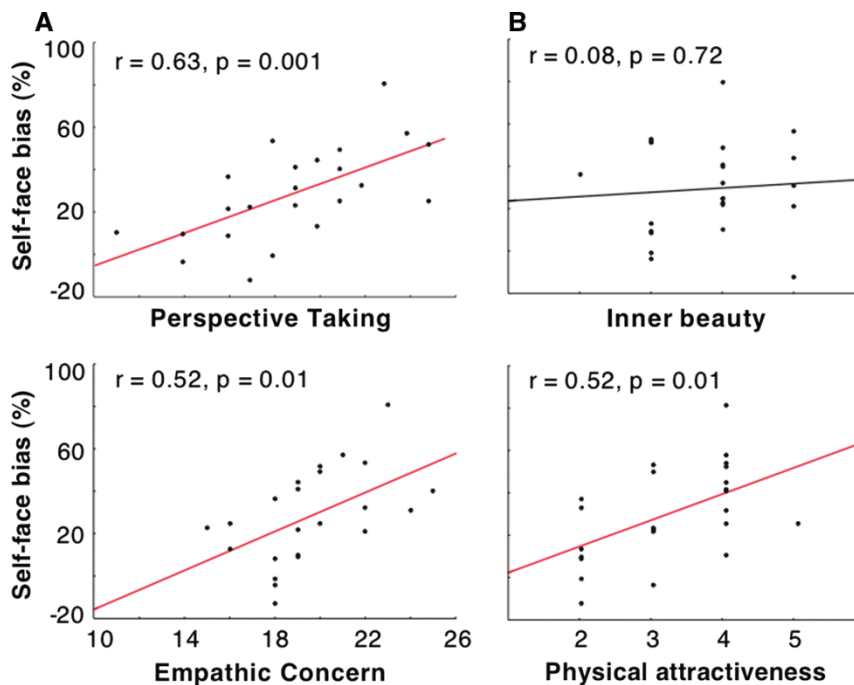 A
B
100
60
20
-20
Self-face bias (%)
r = 0.63, p = 0.001
r = 0.08, p = 0.72
Perspective Taking
Inner beauty
100
60
20
-20
Self-face bias (%)
r = 0.52, p = 0.01
r = 0.52, p = 0.01
10 14 18 22 26
2 3 4 5
Empathic Concern
Physical attractiveness